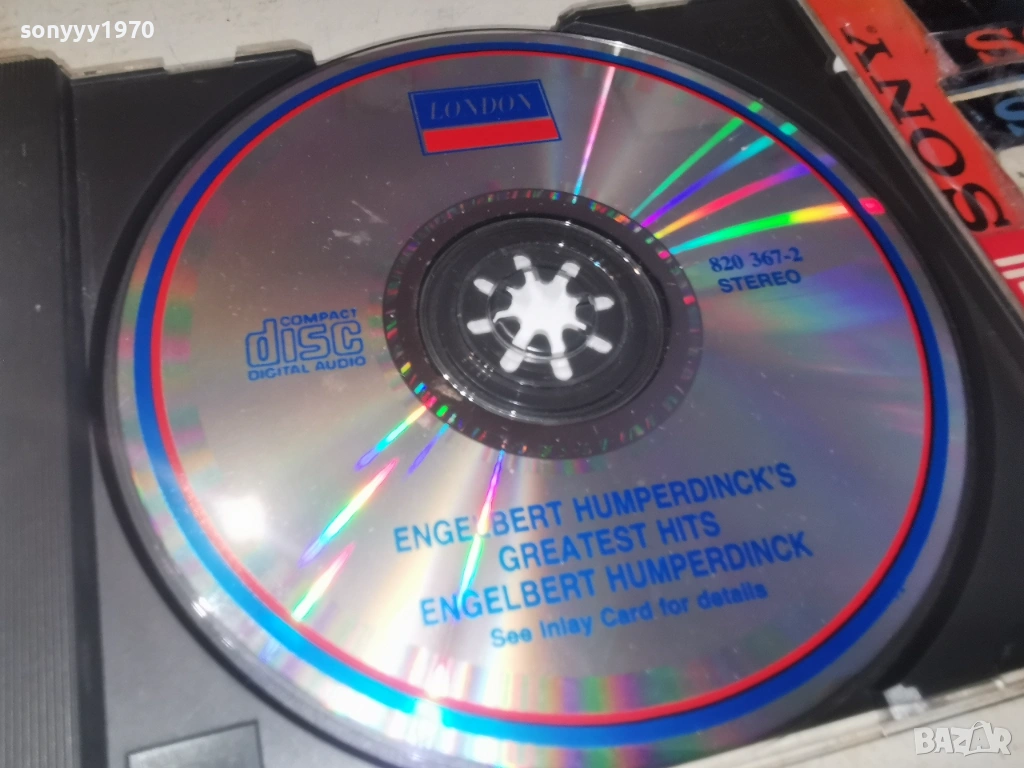 sonyyy1970
LONDON
SONY
820 367-2
STEREO
COMPACT
disc
DIGITAL AUDIO
ENGELBERT HUMPERDINCK'S
GREATEST HITS
ENGELBERT HUMPERDINCK
See Inlay Card for details
BAZAR